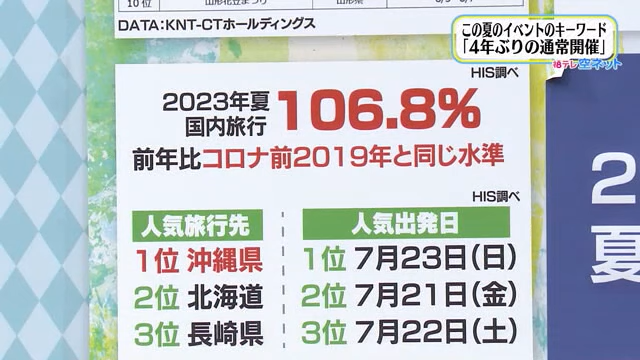 10位 山形花笠まつり 山形県
DATA:KNT-CTホールディングス
この夏のイベントのキーワード
「4年ぶりの通常開催」
HIS調べ
2023年夏
国内旅行
106.8%
前年比コロナ前2019年と同じ水準
HIS調べ
人気旅行先
1位 沖縄県
2位 北海道
3位 長崎県
人気出発日
1位 7月23日(日)
2位 7月21日(金)
3位 7月22日(土)
2
夏